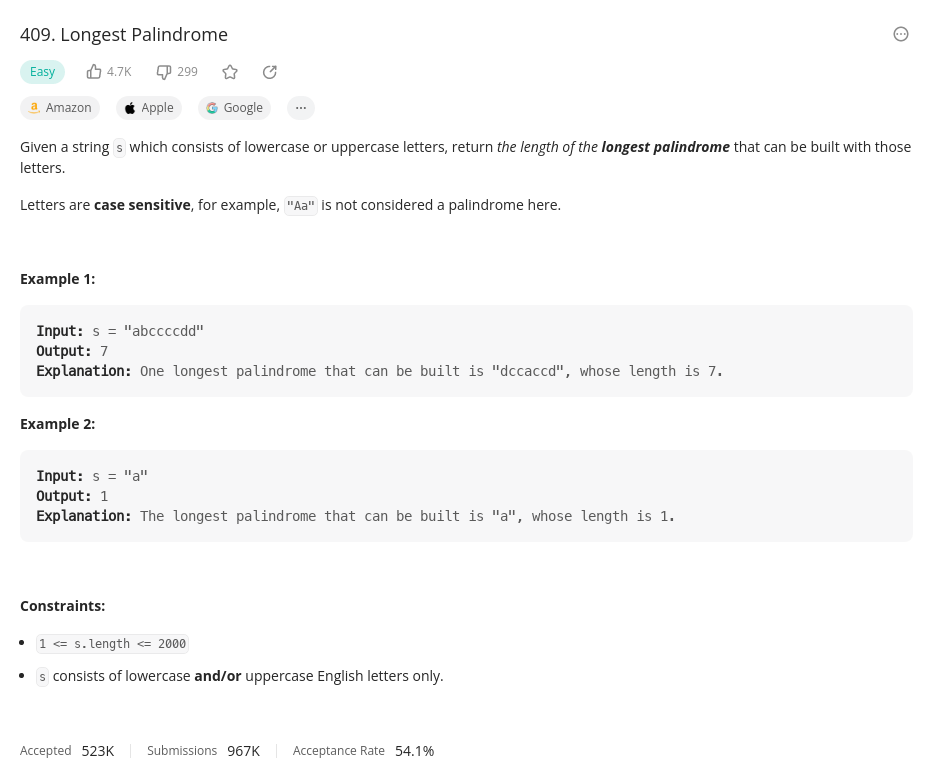 409. Longest Palindrome
Easy 4.7K 299
Amazon Apple Google ...
Given a string s which consists of lowercase or uppercase letters, return the length of the longest palindrome that can be built with those
letters.
Letters are case sensitive, for example, "Aa" is not considered a palindrome here.
Example 1:
Input: s = "abccccdd"
Output: 7
Explanation: One longest palindrome that can be built is "dccaccd", whose length is 7.
Example 2:
Input: s = "a"
Output: 1
Explanation: The longest palindrome that can be built is "a", whose length is 1.
Constraints:
• 1 <= s.length <= 2000
• s consists of lowercase and/or uppercase English letters only.
Accepted 523K Submissions 967K Acceptance Rate 54.1%